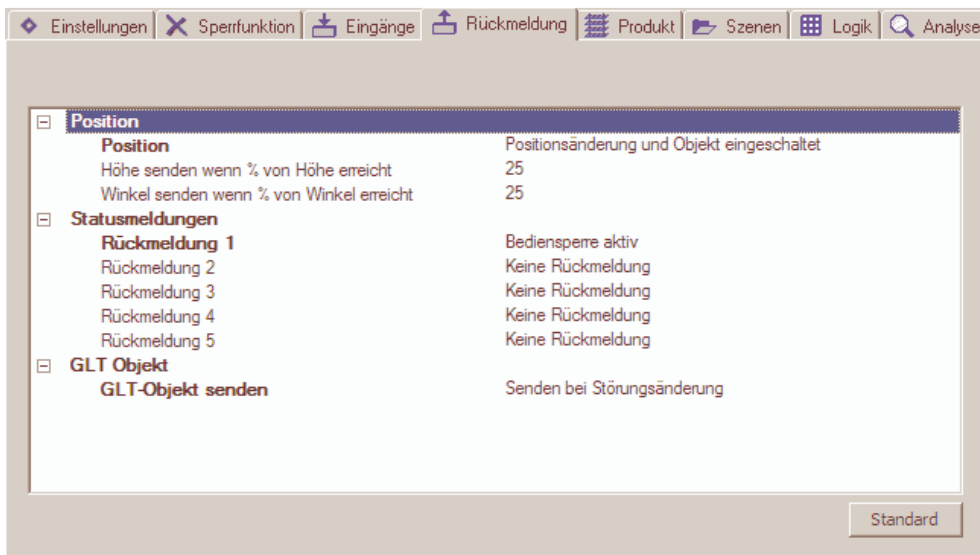 Einstellungen Sperrfunktion Eingänge Rückmeldung Produkt Szenen Logik Analyse
Position
Position Positionsänderung und Objekt eingeschaltet
Höhe senden wenn % von Höhe erreicht 25
Winkel senden wenn % von Winkel erreicht 25
Statusmeldungen
Rückmeldung 1 Bediensperre aktiv
Rückmeldung 2 Keine Rückmeldung
Rückmeldung 3 Keine Rückmeldung
Rückmeldung 4 Keine Rückmeldung
Rückmeldung 5 Keine Rückmeldung
GLT Objekt
GLT-Objekt senden Senden bei Störungsänderung
Standard